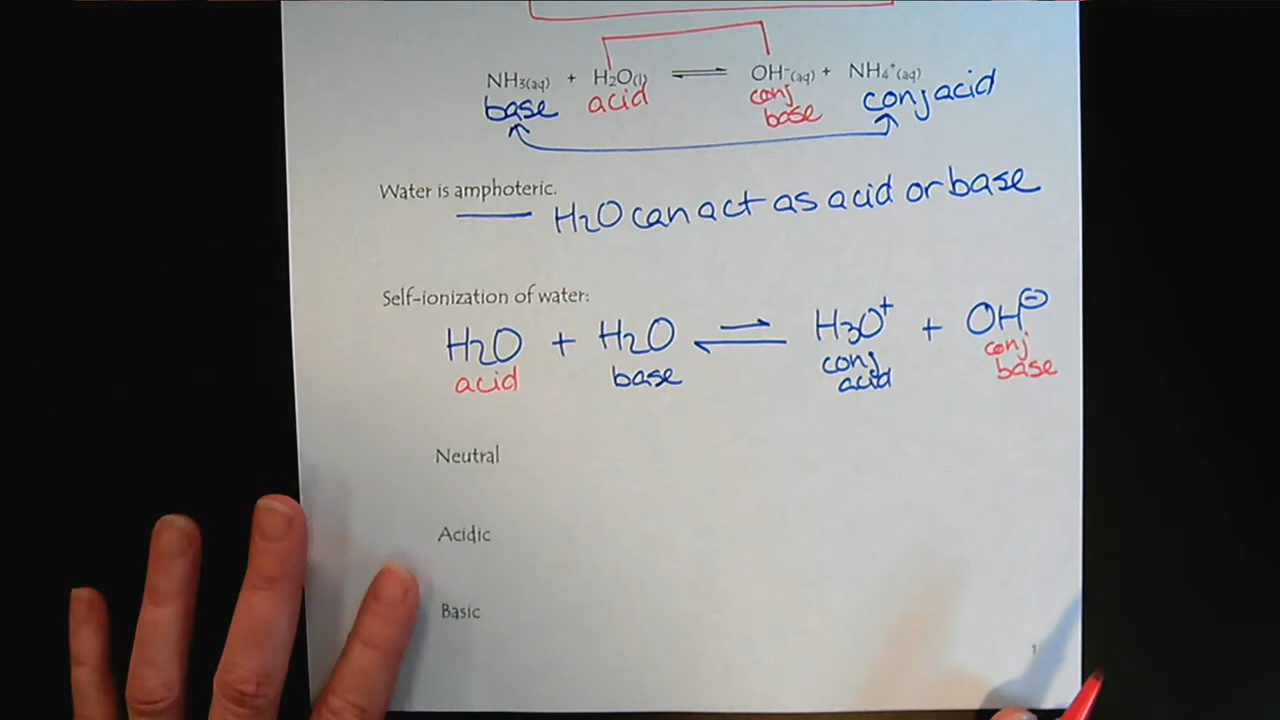 NH₃(aq) + H₂O(l) ⇌ OH⁻(aq) + NH₄⁺(aq)
base acid conj base conj acid
Water is amphoteric.
H₂O can act as acid or base
Self-ionization of water:
H₂O + H₂O ⇌ H₃O⁺ + OH⊖
acid base conj acid conj base
Neutral
Acidic
Basic
1